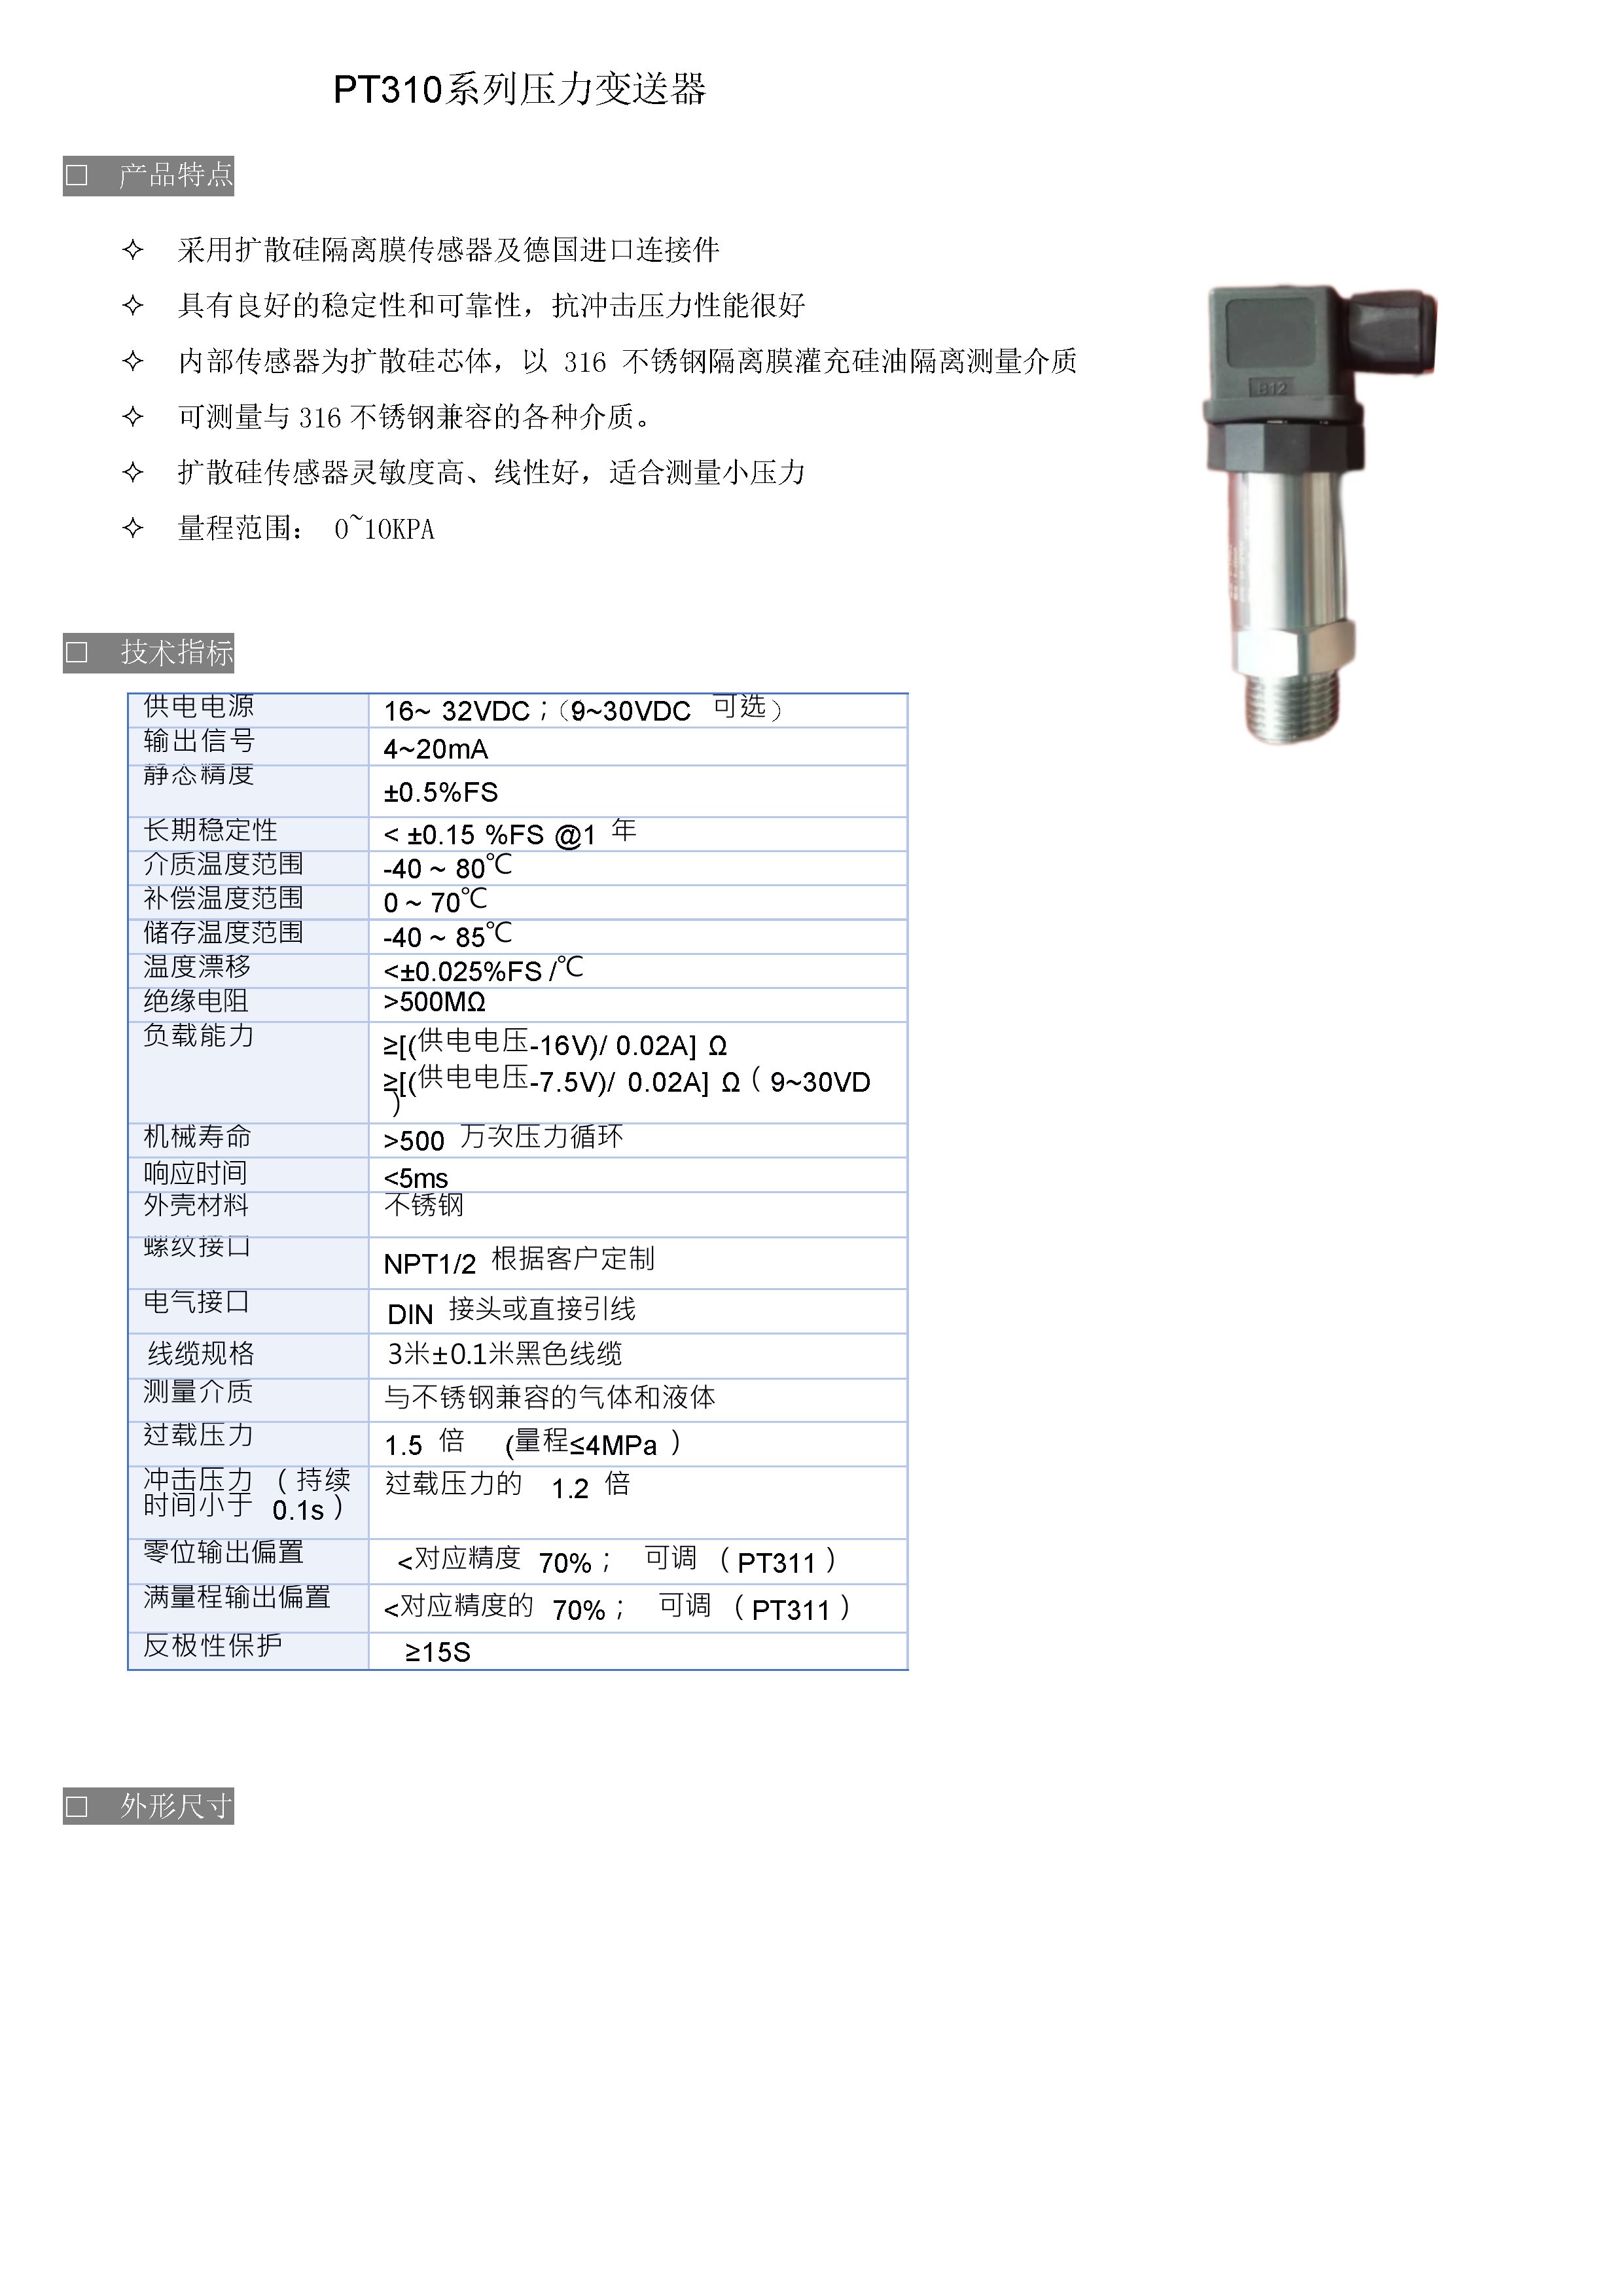 PT310系列压力变送器
□ 产品特点
✧ 采用扩散硅隔离膜传感器及德国进口连接件
✧ 具有良好的稳定性和可靠性，抗冲击压力性能很好
✧ 内部传感器为扩散硅芯体，以 316 不锈钢隔离膜灌充硅油隔离测量介质
✧ 可测量与316不锈钢兼容的各种介质。
✧ 扩散硅传感器灵敏度高、线性好，适合测量小压力
✧ 量程范围： 0~10KPA
B12
□ 技术指标
供电电源 16~ 32VDC；（9~30VDC 可选）
输出信号 4~20mA
静态精度 ±0.5%FS
长期稳定性 < ±0.15 %FS @1 年
介质温度范围 -40 ~ 80℃
补偿温度范围 0 ~ 70℃
储存温度范围 -40 ~ 85℃
温度漂移 <±0.025%FS /℃
绝缘电阻 >500MΩ
负载能力 ≥[(供电电压-16V)/ 0.02A] Ω
≥[(供电电压-7.5V)/ 0.02A] Ω（ 9~30VD
）
机械寿命 >500 万次压力循环
响应时间 <5ms
外壳材料 不锈钢
螺纹接口 NPT1/2 根据客户定制
电气接口 DIN 接头或直接引线
线缆规格 3米±0.1米黑色线缆
测量介质 与不锈钢兼容的气体和液体
过载压力 1.5 倍 (量程≤4MPa ）
冲击压力 （ 持续 过载压力的 1.2 倍
时间小于 0.1s ）
零位输出偏置 <对应精度 70%； 可调 （ PT311 ）
满量程输出偏置 <对应精度的 70%； 可调 （ PT311 ）
反极性保护 ≥15S
□ 外形尺寸